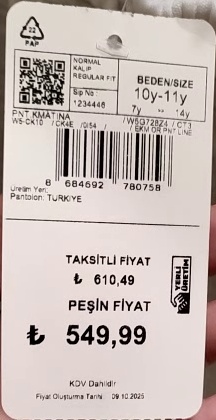 22
PAP
NORMAL
KALIP
REGULAR FIT
Sip No :
1234446
BEDEN/SIZE
10y-11y
7y 14y
PNT KMATINA /W5G728Z4 / CT3
W5-CK10 /CK4E /0154 / EKM OR PNT LINE
8 684692 780758
Üretim Yeri:
Pantolon: TURKIYE
TAKSİTLİ FİYAT
₺ 610,49
PEŞİN FİYAT
₺ 549,99
YERLİ
ÜRETİM
KDV Dahildir
Fiyat Oluşturma Tarihi 09.10.2025